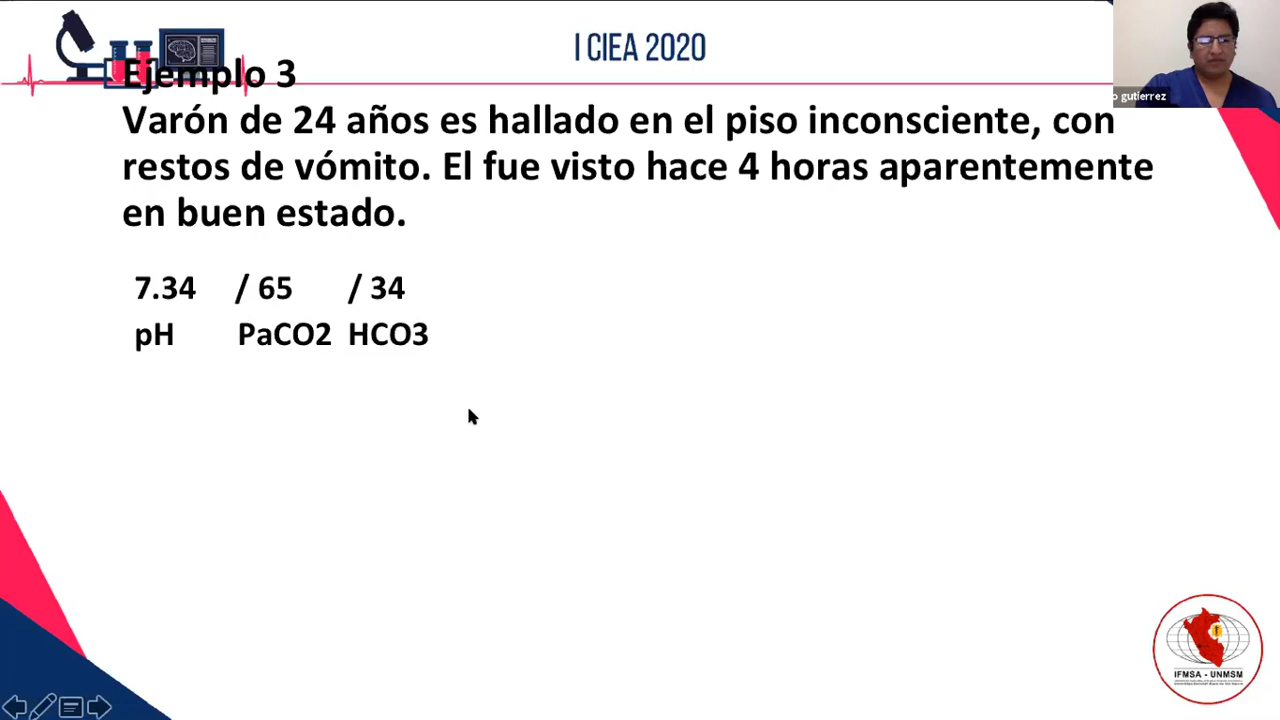 I CIEA 2020
o gutierrez
Ejemplo 3
Varón de 24 años es hallado en el piso inconsciente, con
restos de vómito. El fue visto hace 4 horas aparentemente
en buen estado.
7.34 / 65 / 34
pH PaCO2 HCO3
IFMSA - UNMSM